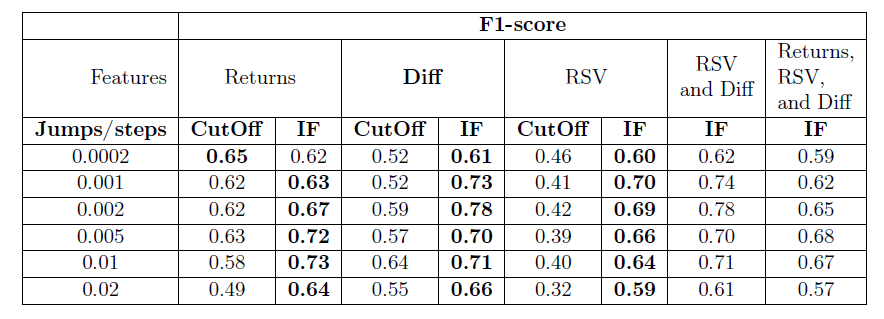 F1-score
Features Returns Diff RSV RSV and Diff Returns, RSV, and Diff
Jumps/steps CutOff IF CutOff IF CutOff IF IF IF
0.0002 0.65 0.62 0.52 0.61 0.46 0.60 0.62 0.59
0.001 0.62 0.63 0.52 0.73 0.41 0.70 0.74 0.62
0.002 0.62 0.67 0.59 0.78 0.42 0.69 0.78 0.65
0.005 0.63 0.72 0.57 0.70 0.39 0.66 0.70 0.68
0.01 0.58 0.73 0.64 0.71 0.40 0.64 0.71 0.67
0.02 0.49 0.64 0.55 0.66 0.32 0.59 0.61 0.57